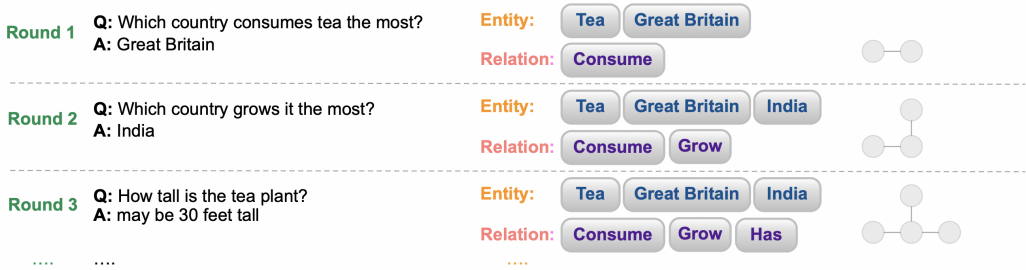 Round 1
Q: Which country consumes tea the most?
A: Great Britain
Entity: Tea Great Britain
Relation: Consume
Round 2
Q: Which country grows it the most?
A: India
Entity: Tea Great Britain India
Relation: Consume Grow
Round 3
Q: How tall is the tea plant?
A: may be 30 feet tall
Entity: Tea Great Britain India
Relation: Consume Grow Has
.... .... ....